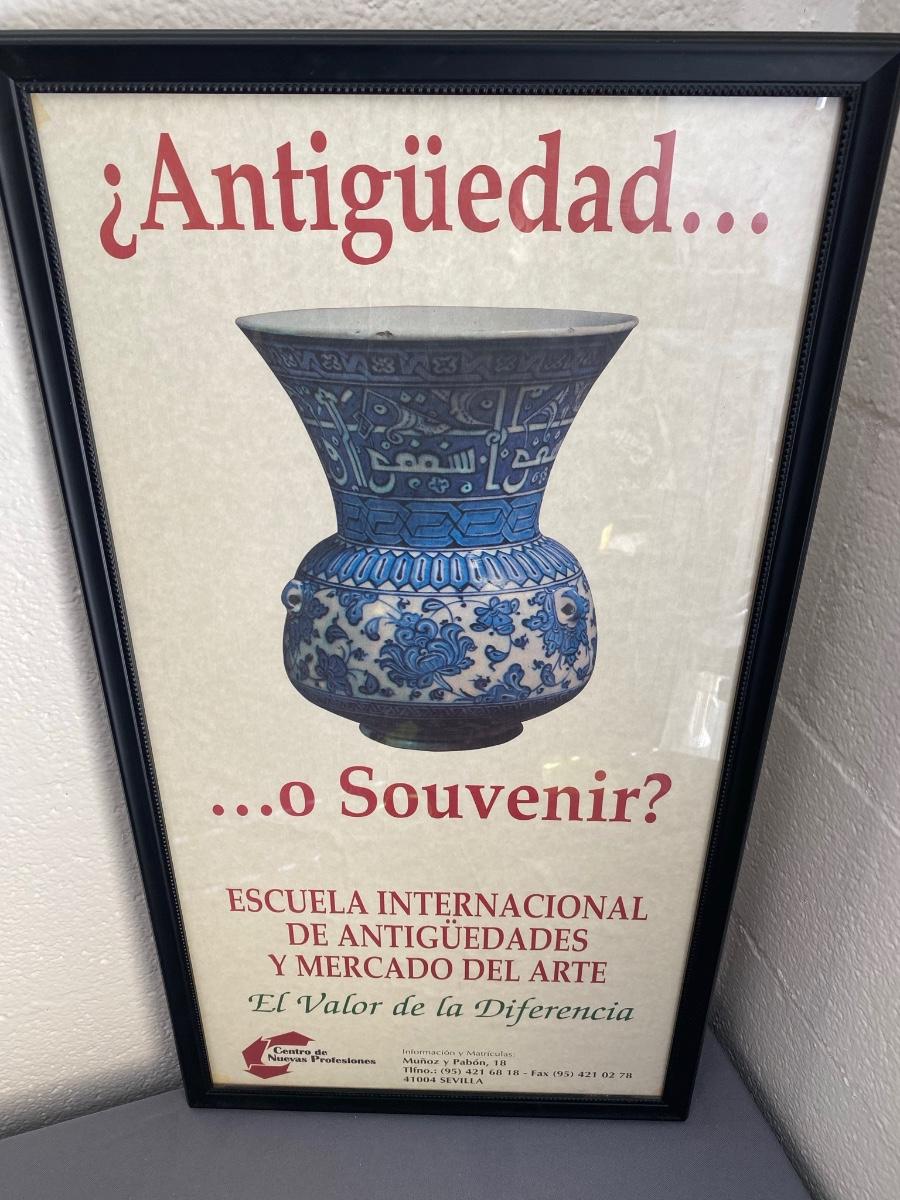 ¿Antigüedad...
...o Souvenir?
ESCUELA INTERNACIONAL
DE ANTIGÜEDADES
Y MERCADO DEL ARTE
El Valor de la Diferencia
Centro de
Nuevas Profesiones
Información y Matrículas:
Muñoz y Pabón, 18
Tlfno.: (95) 421 68 18 - Fax (95) 421 02 78
41004 SEVILLA